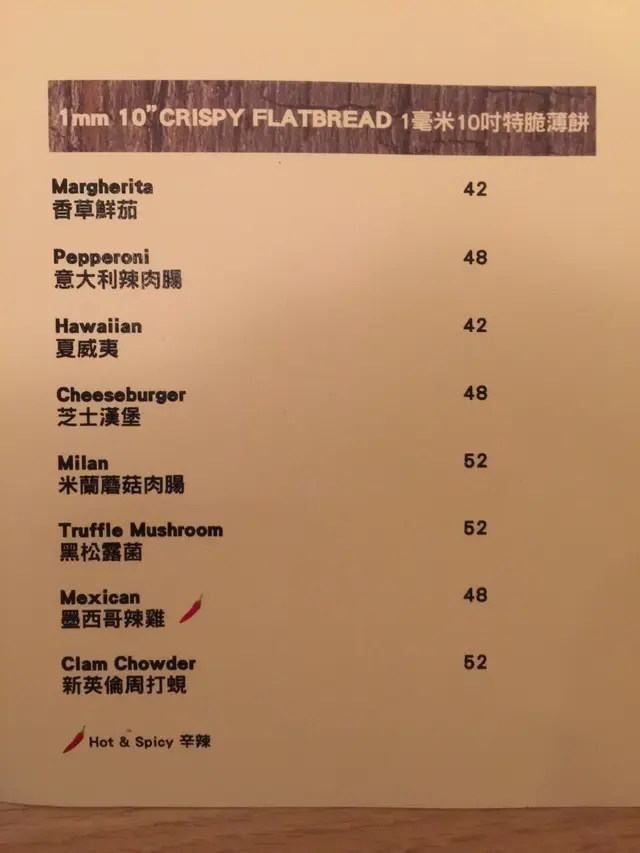 1mm 10”CRISPY FLATBREAD 1毫米10吋特脆薄餅
Margherita 42
香草鮮茄
Pepperoni 48
意大利辣肉腸
Hawaiian 42
夏威夷
Cheeseburger 48
芝士漢堡
Milan 52
米蘭蘑菇肉腸
Truffle Mushroom 52
黑松露菌
Mexican 48
墨西哥辣雞
Clam Chowder 52
新英倫周打蜆
Hot & Spicy 辛辣